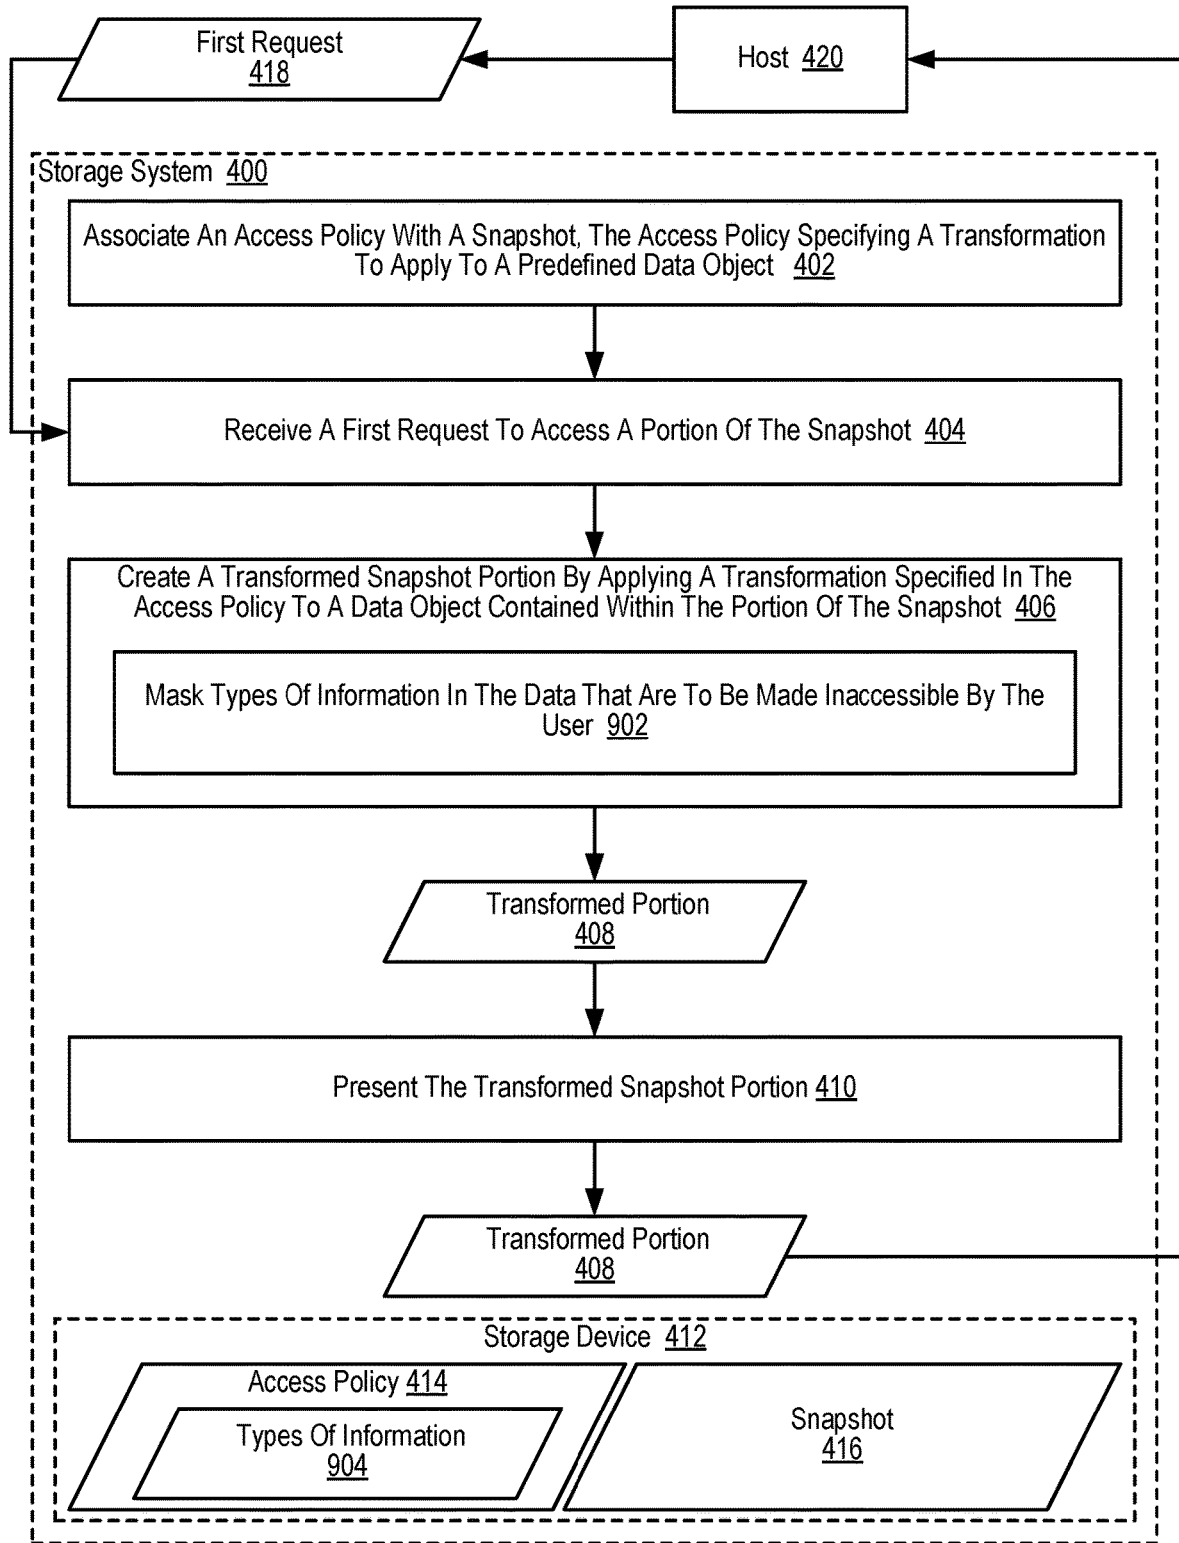 First Request
418
Host 420
Storage System 400
Associate An Access Policy With A Snapshot, The Access Policy Specifying A Transformation
To Apply To A Predefined Data Object 402
Receive A First Request To Access A Portion Of The Snapshot 404
Create A Transformed Snapshot Portion By Applying A Transformation Specified In The
Access Policy To A Data Object Contained Within The Portion Of The Snapshot 406
Mask Types Of Information In The Data That Are To Be Made Inaccessible By The
User 902
Transformed Portion
408
Present The Transformed Snapshot Portion 410
Transformed Portion
408
Storage Device 412
Access Policy 414
Types Of Information
904
Snapshot
416